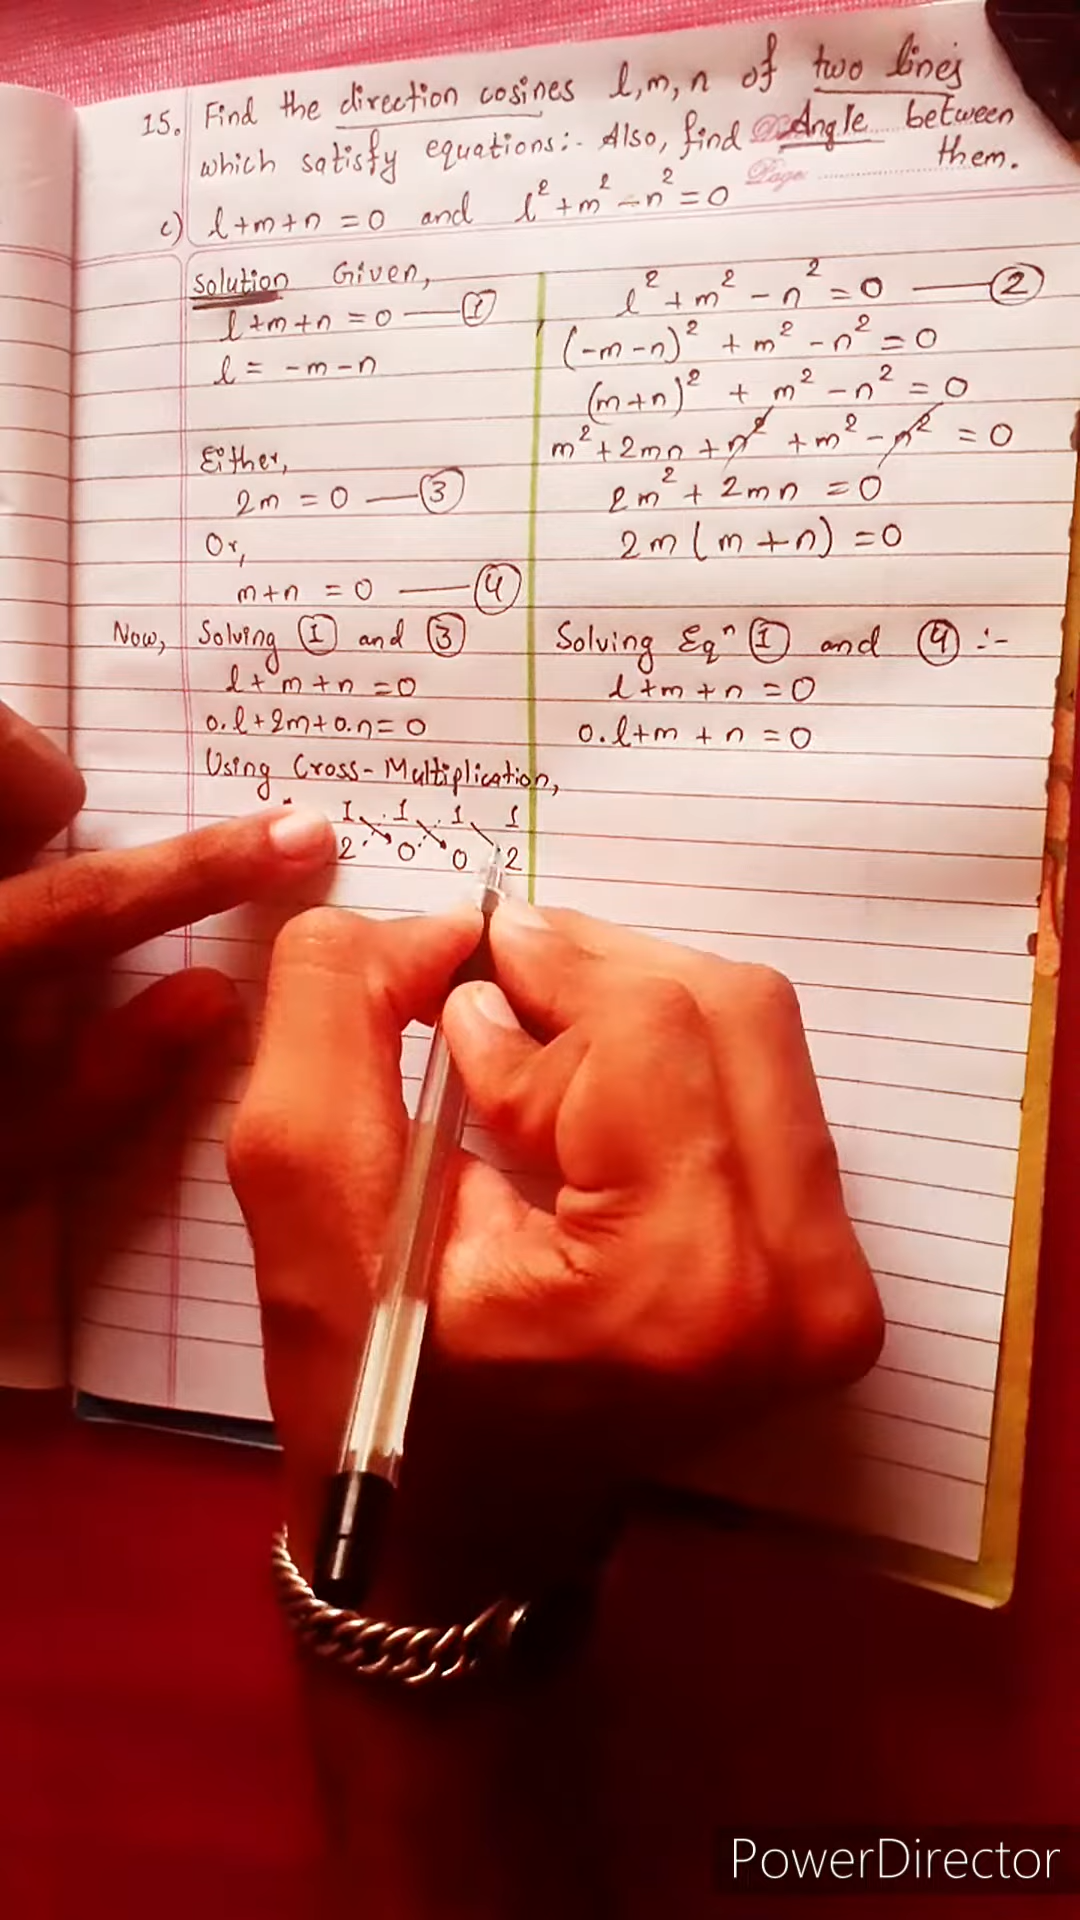 15. Find the direction cosines l,m,n of two lines
which satisfy equations:- Also, find Angle between
them.
Page
c) l+m+n = 0 and l² + m² - n² = 0
Solution Given,
l+m+n = 0 — ①
l = -m-n
Either,
2m = 0 — ③
Or,
m+n = 0 — ④
l² + m² - n² = 0 — ②
(-m-n)² + m² - n² = 0
(m+n)² + m² - n² = 0
m² + 2mn + n² + m² - n² = 0
2m² + 2mn = 0
2m (m+n) = 0
Now, Solving ① and ③
l + m + n = 0
0.l + 2m + 0.n = 0
Using Cross-Multiplication,
1 1 1 1
2 0 0 2
Solving Eqⁿ ① and ④ :-
l+m+n = 0
0.l+m+n = 0
PowerDirector